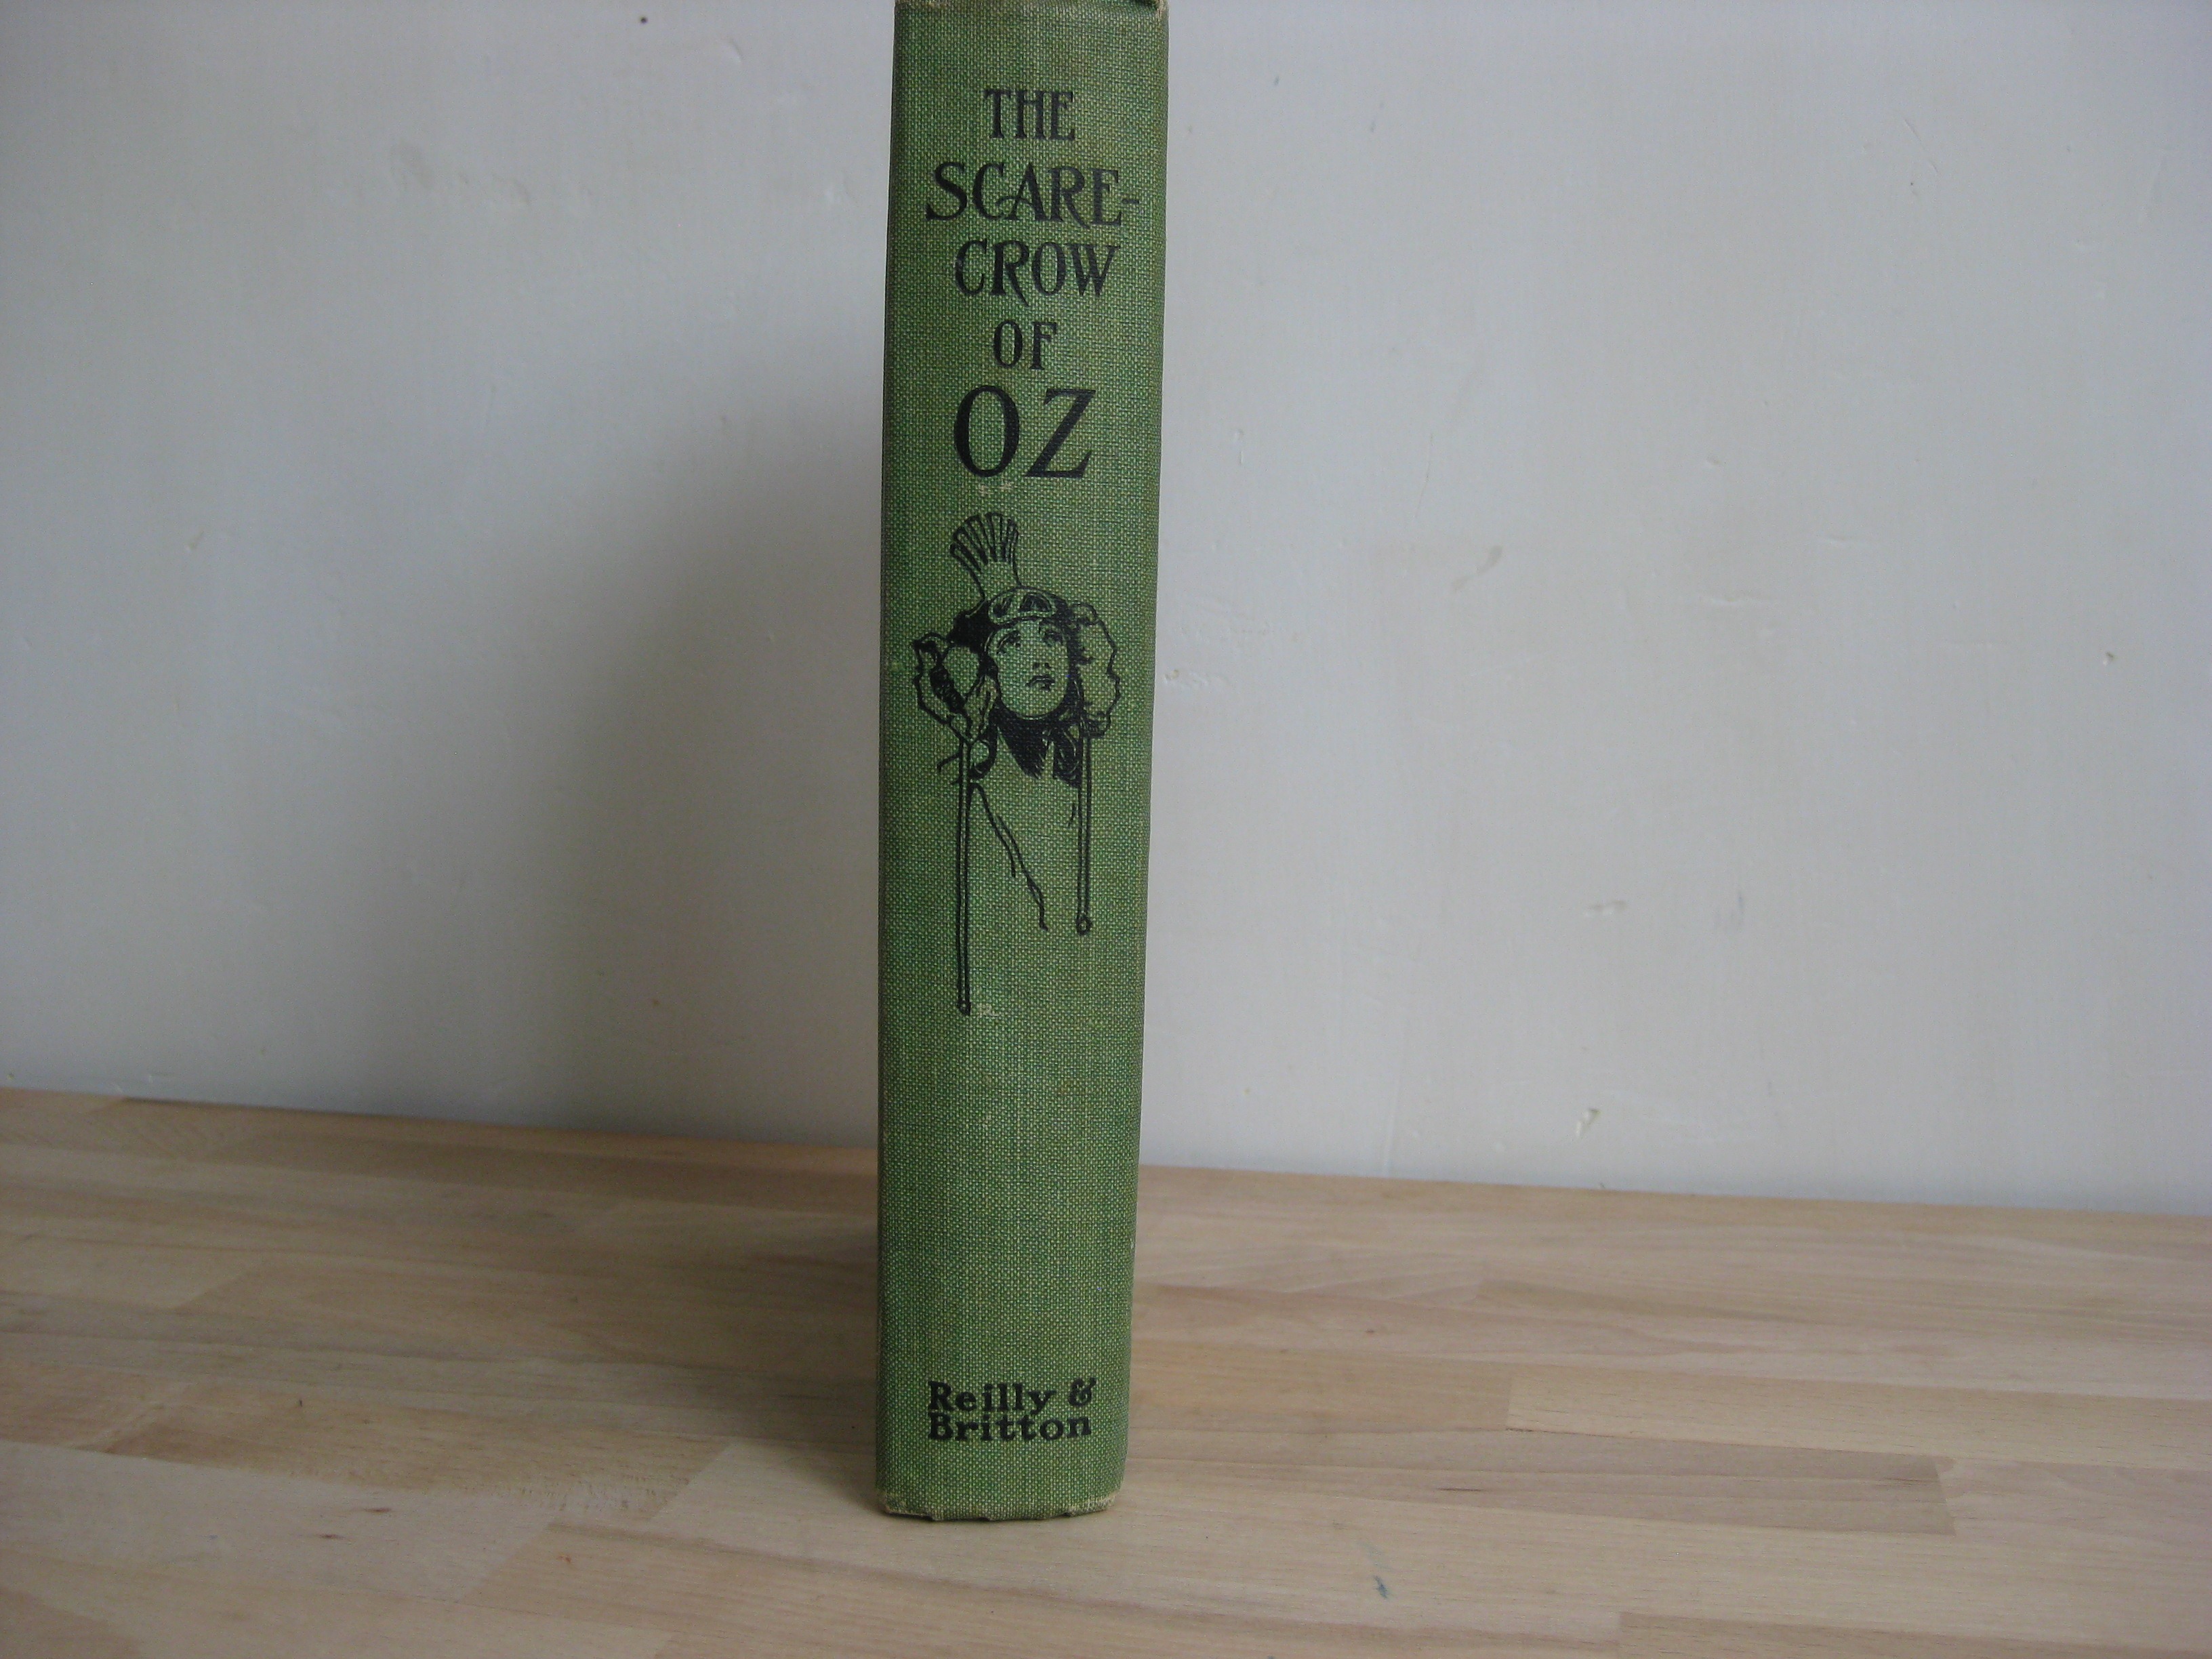 THE
SCARE-
CROW
OF
OZ
Reilly &
Britton